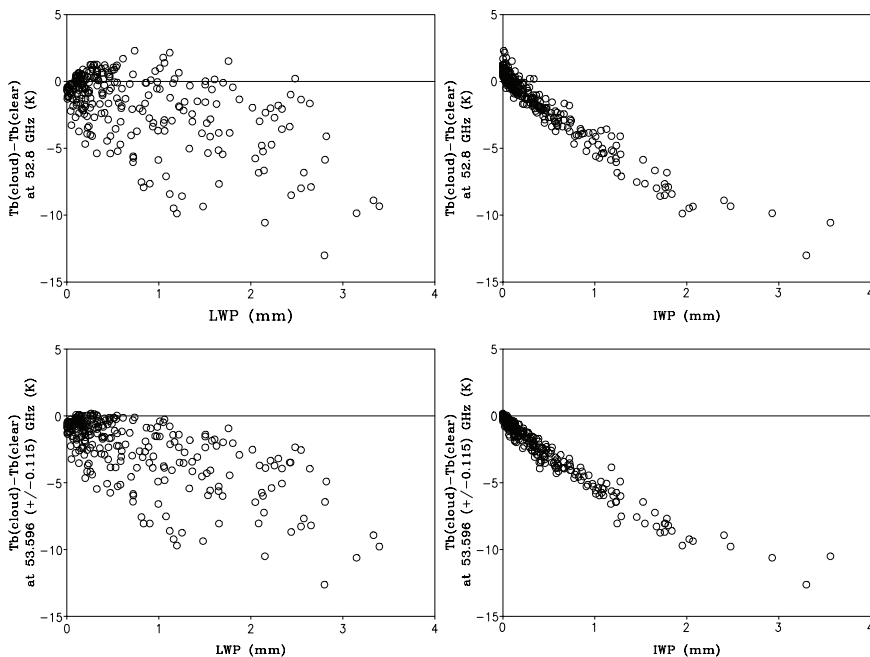 5
0
−5
−10
−15
Tb(cloud)−Tb(clear)
at 52.8 GHz (K)
0 1 2 3 4
LWP (mm)
5
0
−5
−10
−15
Tb(cloud)−Tb(clear)
at 52.8 GHz (K)
0 1 2 3 4
IWP (mm)
5
0
−5
−10
−15
Tb(cloud)−Tb(clear)
at 53.596 (+/−0.115) GHz (K)
0 1 2 3 4
LWP (mm)
5
0
−5
−10
−15
Tb(cloud)−Tb(clear)
at 53.596 (+/−0.115) GHz (K)
0 1 2 3 4
IWP (mm)